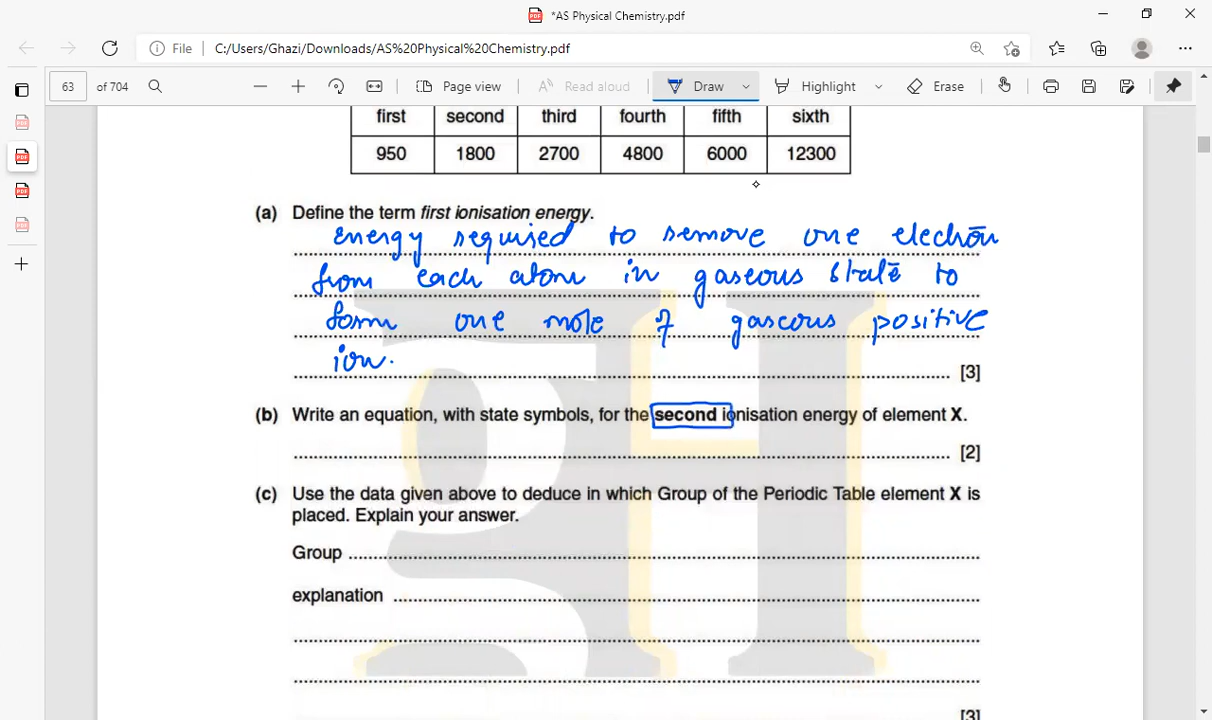 *AS Physical Chemistry.pdf
File C:/Users/Ghazi/Downloads/AS%20Physical%20Chemistry.pdf
63 of 704 Page view Read aloud Draw Highlight Erase
first second third fourth fifth sixth
950 1800 2700 4800 6000 12300
(a) Define the term first ionisation energy.
energy required to remove one electron
from each atom in gaseous state to
form one mole of gaseous positive
ion.
[3]
(b) Write an equation, with state symbols, for the second ionisation energy of element X.
[2]
(c) Use the data given above to deduce in which Group of the Periodic Table element X is
placed. Explain your answer.
Group
explanation
[3]
gH